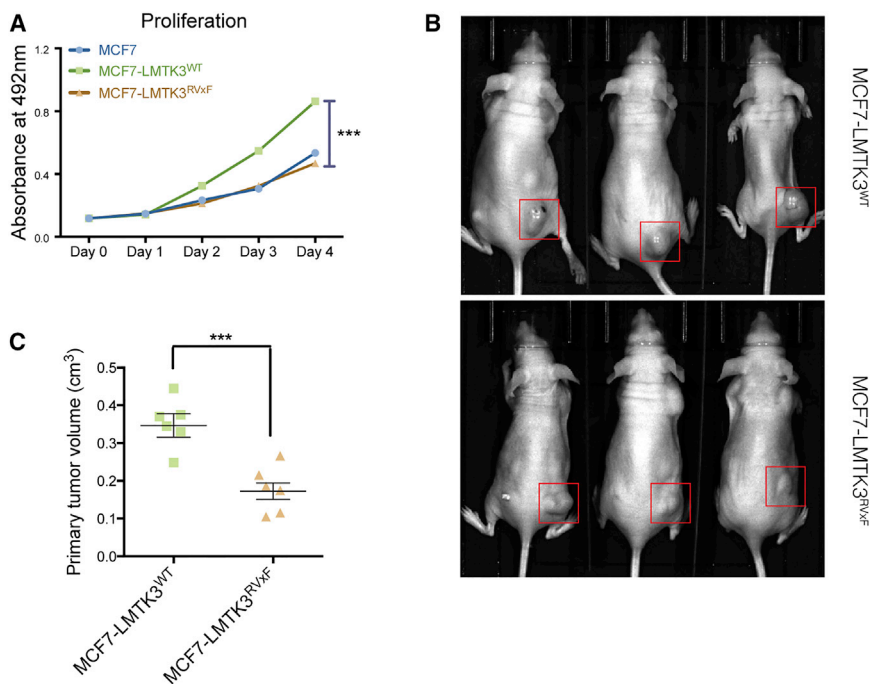 A
Proliferation
Absorbance at 492nm
1.2
0.8
0.4
0.0
MCF7
MCF7-LMTK3ᵂᵀ
MCF7-LMTK3ᴿⱽˣF
***
Day 0 Day 1 Day 2 Day 3 Day 4
B
MCF7-LMTK3ᵂᵀ
MCF7-LMTK3ᴿⱽˣF
C
***
Primary tumor volume (cm³)
0.5
0.4
0.3
0.2
0.1
0.0
MCF7-LMTK3ᵂᵀ
MCF7-LMTK3ᴿⱽˣF